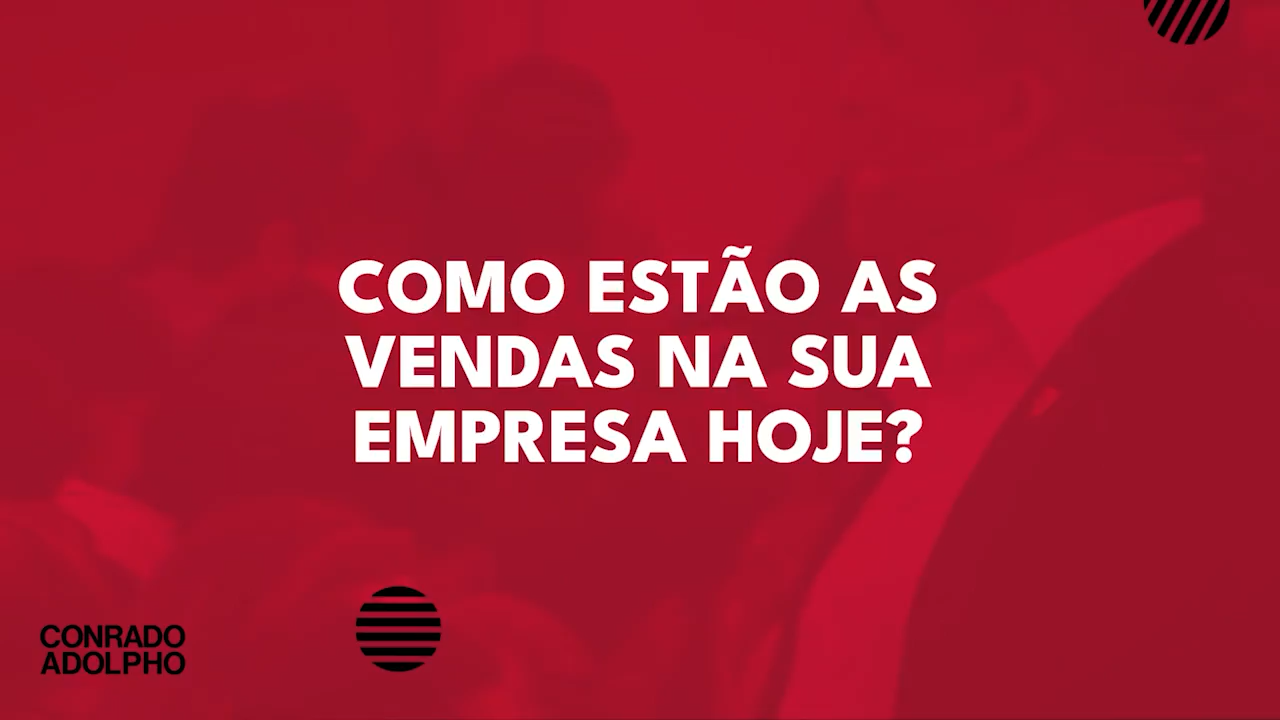 COMO ESTÃO AS
VENDAS NA SUA
EMPRESA HOJE?
CONRADO
ADOLPHO